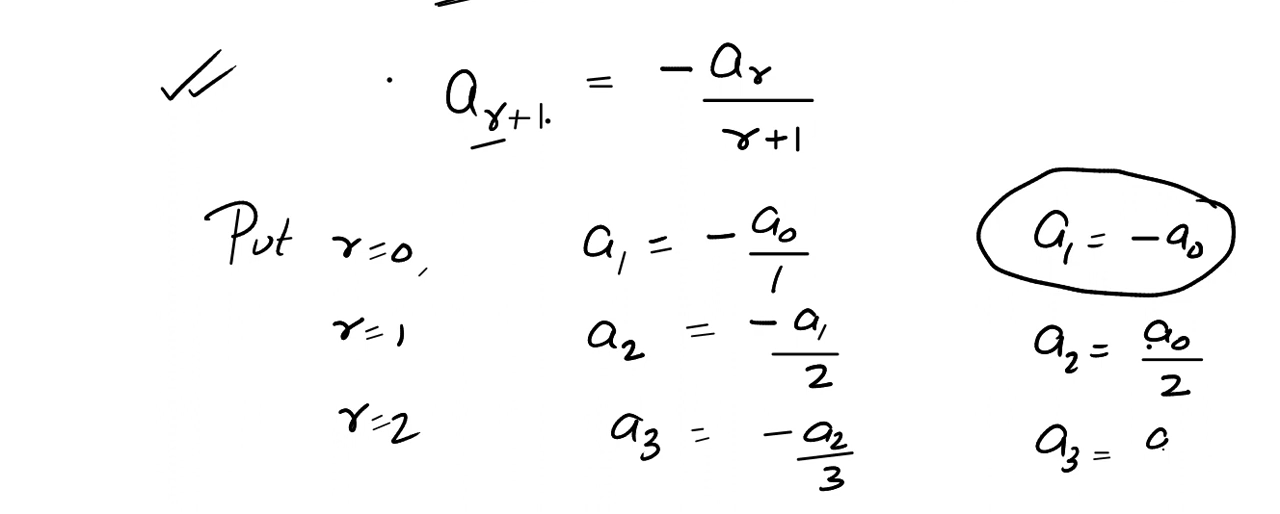 a_{r+1} = -a_r / r+1
Put r=0, a_1 = - a_0 / 1 a_1 = -a_0
r=1 a_2 = - a_1 / 2 a_2 = a_0 / 2
r=2 a_3 = - a_2 / 3 a_3 = a